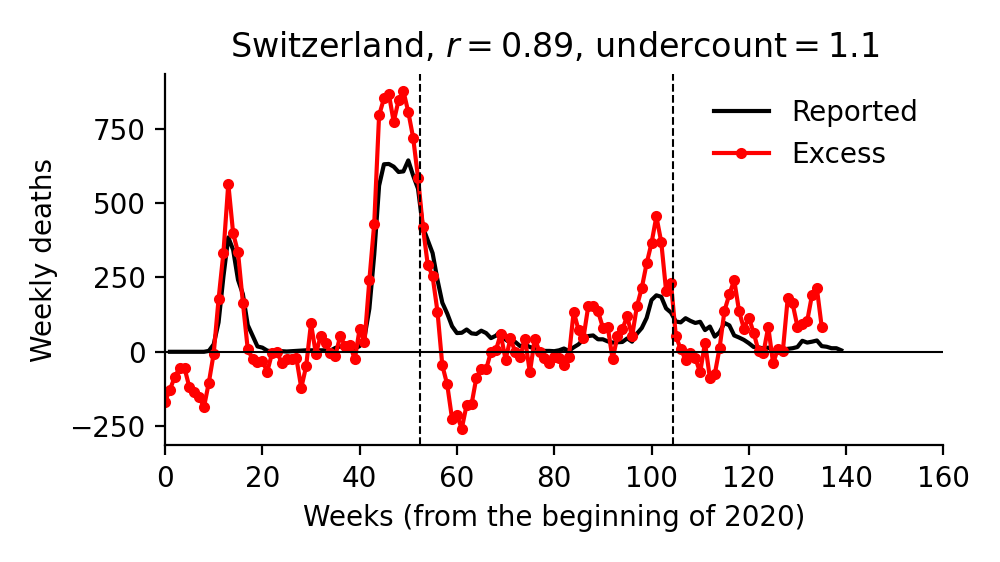 Switzerland, r = 0.89, undercount = 1.1
Reported
Excess
Weekly deaths
750
500
250
0
−250
0 20 40 60 80 100 120 140 160
Weeks (from the beginning of 2020)